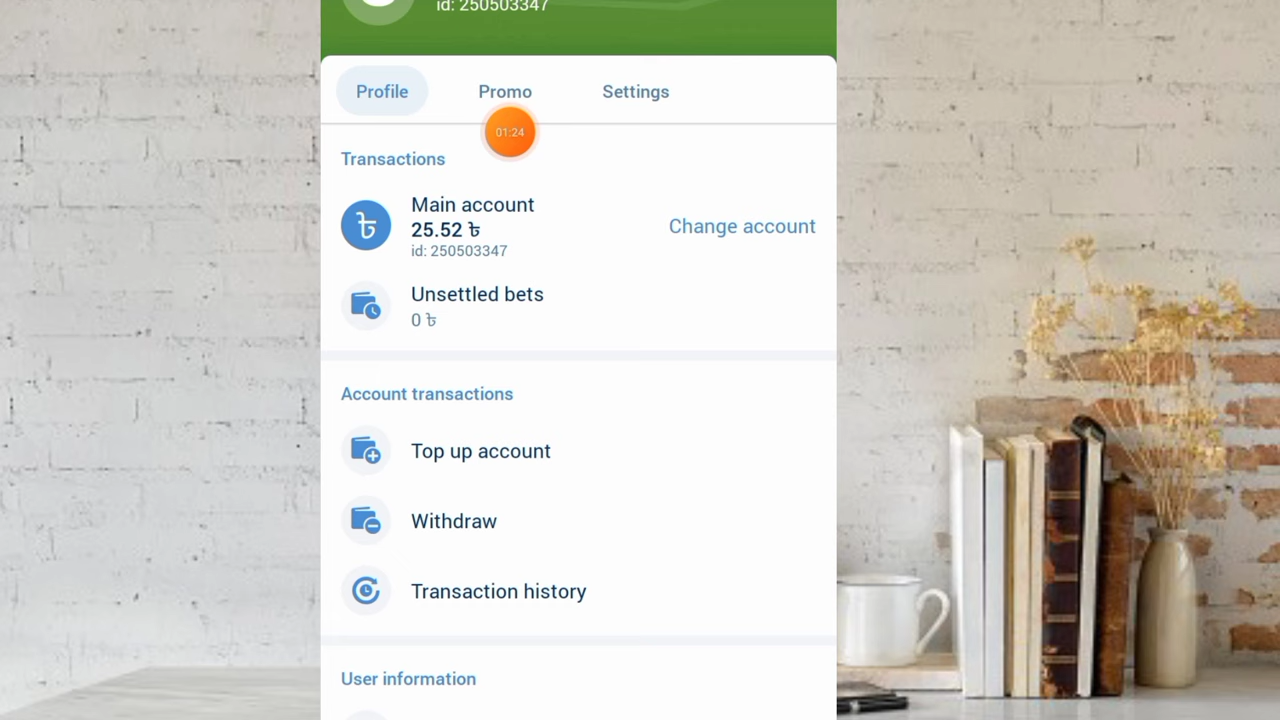 id: 250503347
Profile
Promo
Settings
01:24
Transactions
Main account
25.52 ৳
Change account
id: 250503347
Unsettled bets
0 ৳
Account transactions
Top up account
Withdraw
Transaction history
User information